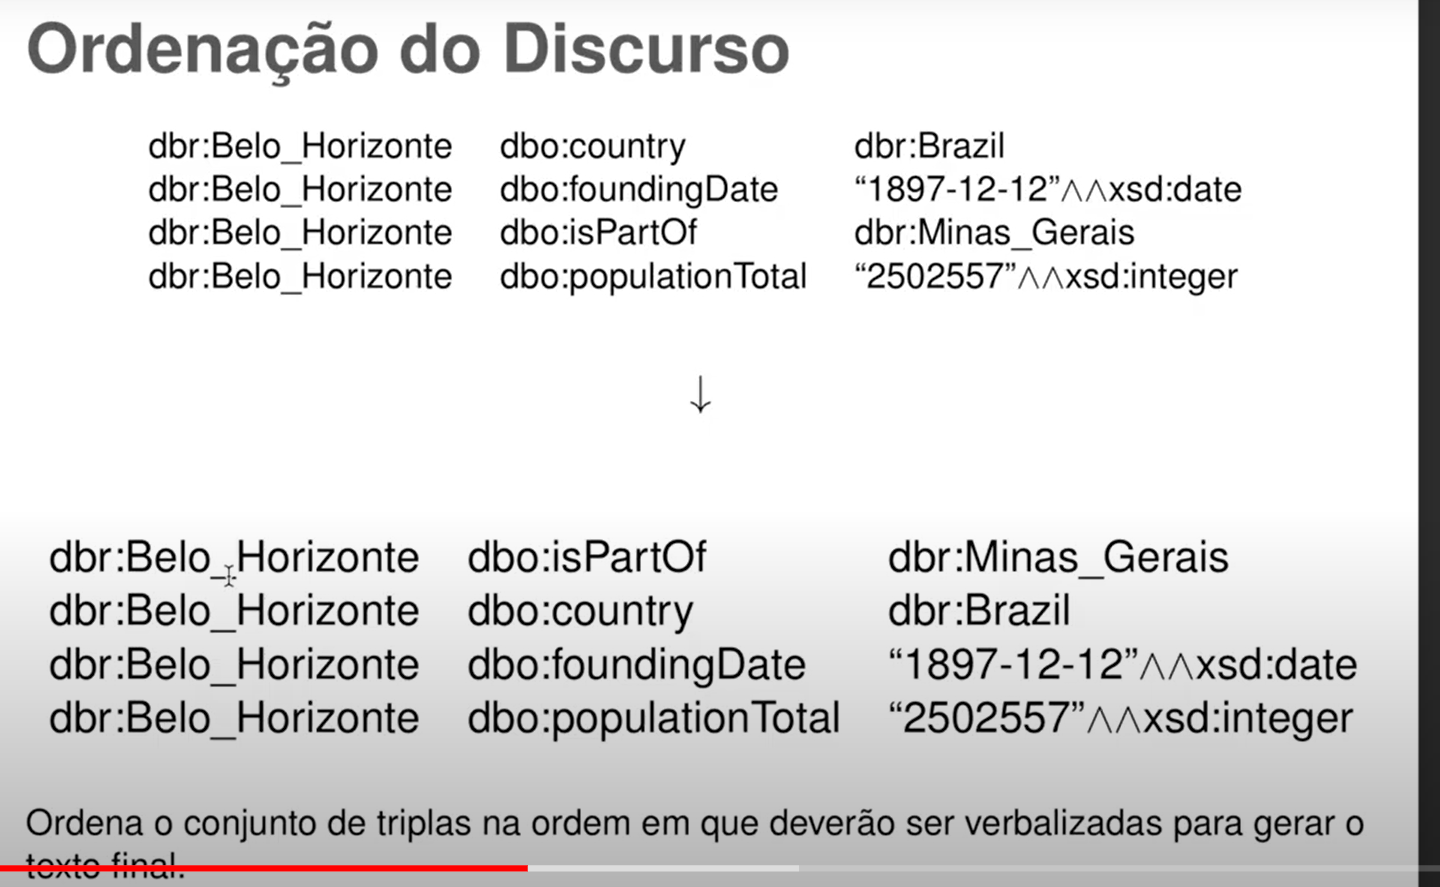 Ordenação do Discurso
dbr:Belo_Horizonte dbo:country dbr:Brazil
dbr:Belo_Horizonte dbo:foundingDate “1897-12-12”∧∧xsd:date
dbr:Belo_Horizonte dbo:isPartOf dbr:Minas_Gerais
dbr:Belo_Horizonte dbo:populationTotal “2502557”∧∧xsd:integer
↓
dbr:Belo_Horizonte dbo:isPartOf dbr:Minas_Gerais
dbr:Belo_Horizonte dbo:country dbr:Brazil
dbr:Belo_Horizonte dbo:foundingDate “1897-12-12”∧∧xsd:date
dbr:Belo_Horizonte dbo:populationTotal “2502557”∧∧xsd:integer
Ordena o conjunto de triplas na ordem em que deverão ser verbalizadas para gerar o
texto final.